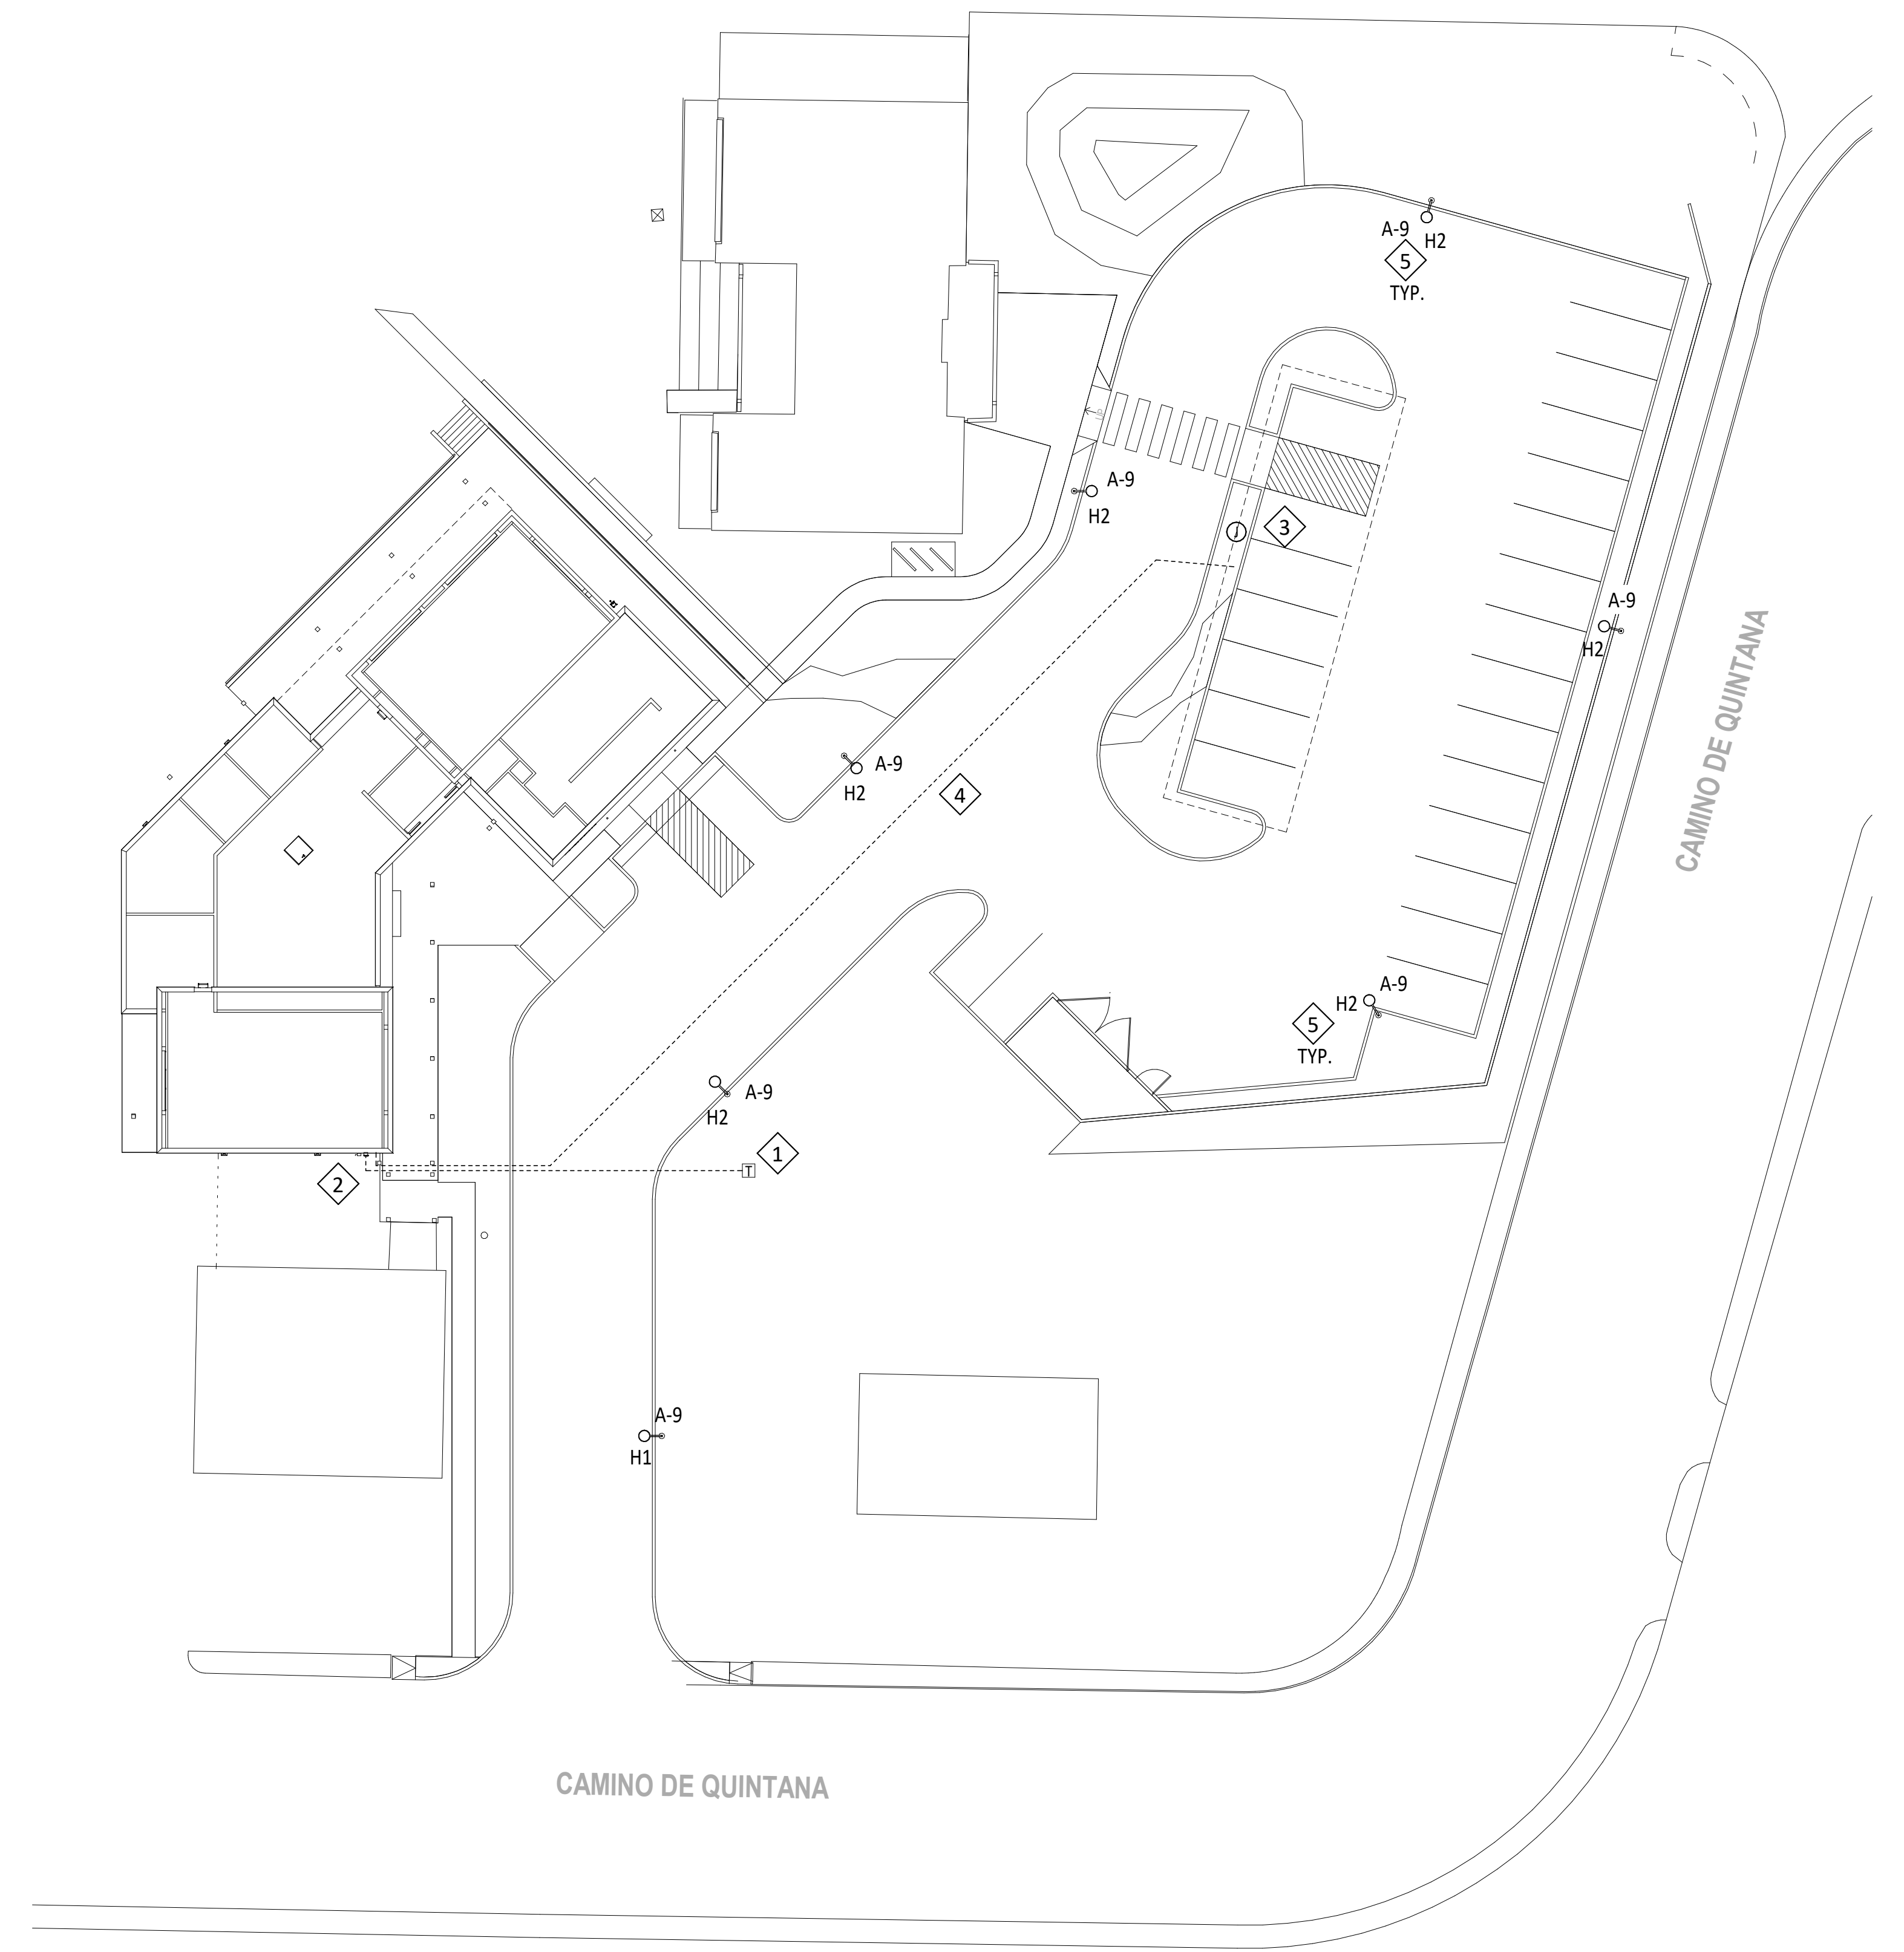 A-9
H2
5
TYP.
A-9
H2
3
J
A-9
H2
CAMINO DE QUINTANA
A-9
H2
4
H2
A-9
5
TYP.
A-9
H2
1
T
2
A-9
H1
CAMINO DE QUINTANA